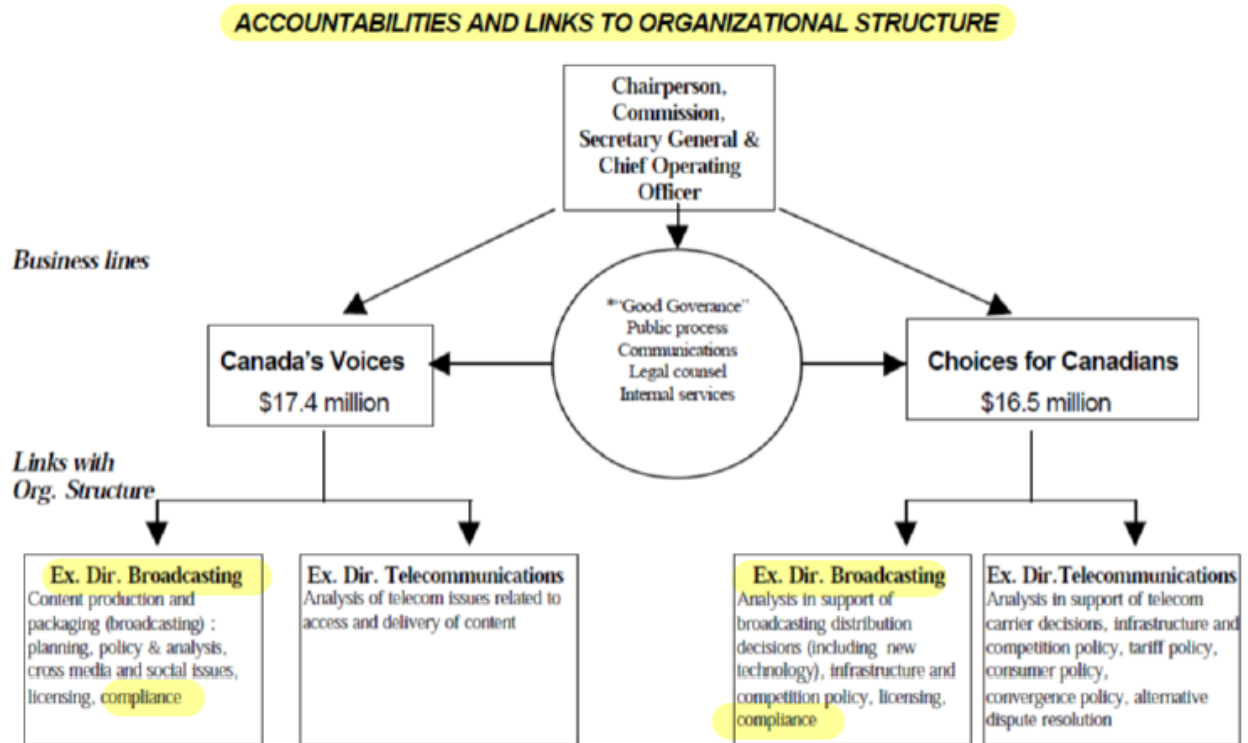 ACCOUNTABILITIES AND LINKS TO ORGANIZATIONAL STRUCTURE
Chairperson,
Commission,
Secretary General &
Chief Operating
Officer
Business lines
*“Good Goverance”
Public process
Communications
Legal counsel
Internal services
Canada's Voices
$17.4 million
Choices for Canadians
$16.5 million
Links with
Org. Structure
Ex. Dir. Broadcasting
Content production and
packaging (broadcasting) :
planning, policy & analysis,
cross media and social issues,
licensing, compliance
Ex. Dir. Telecommunications
Analysis of telecom issues related to
access and delivery of content
Ex. Dir. Broadcasting
Analysis in support of
broadcasting distribution
decisions (including new
technology), infrastructure and
competition policy, licensing,
compliance
Ex. Dir. Telecommunications
Analysis in support of telecom
carrier decisions, infrastructure and
competition policy, tariff policy,
consumer policy,
convergence policy, alternative
dispute resolution